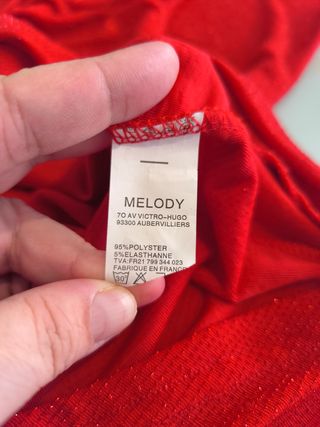 MELODY
70 AV VICTRO-HUGO
93300 AUBERVILLIERS
95%POLYSTER
5%ELASTHANNE
TVA:FR21 799 344 023
FABRIQUE EN FRANCE
30